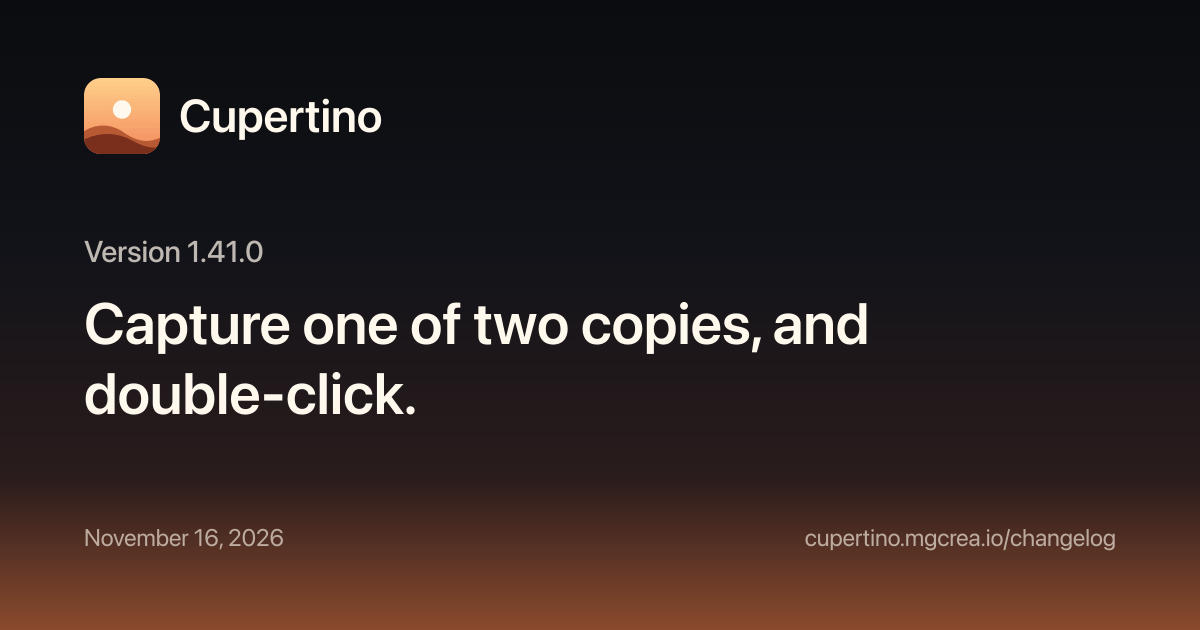 Cupertino
Version 1.41.0
Capture one of two copies, and
double-click.
November 16, 2026
cupertino.mgcrea.io/changelog